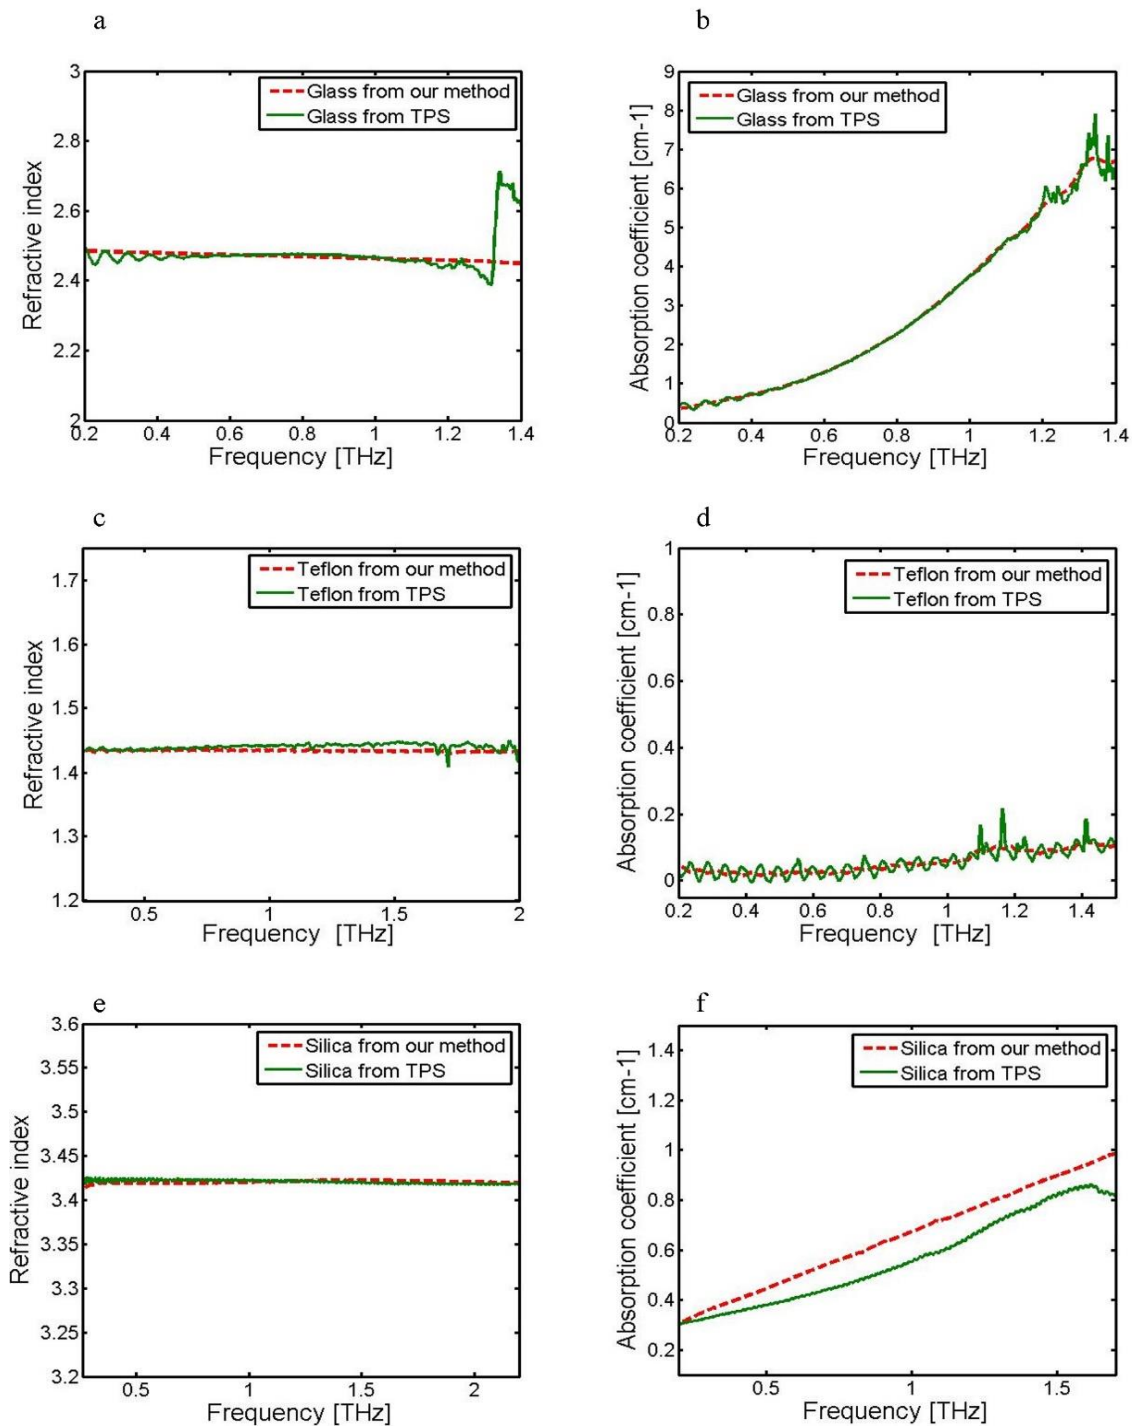 a
3
2.8
2.6
2.4
2.2
2
0.2 0.4 0.6 0.8 1 1.2 1.4
Refractive index
Frequency [THz]
Glass from our method
Glass from TPS
b
9
8
7
6
5
4
3
2
1
0
0.2 0.4 0.6 0.8 1 1.2 1.4
Absorption coefficient [cm-1]
Frequency [THz]
Glass from our method
Glass from TPS
c
1.7
1.6
1.5
1.4
1.3
1.2
0.5 1 1.5 2
Refractive index
Frequency [THz]
Teflon from our method
Teflon from TPS
d
1
0.8
0.6
0.4
0.2
0
0.2 0.4 0.6 0.8 1 1.2 1.4
Absorption coefficient [cm-1]
Frequency [THz]
Teflon from our method
Teflon from TPS
e
3.6
3.55
3.5
3.45
3.4
3.35
3.3
3.25
3.2
0.5 1 1.5 2
Refractive index
Frequency [THz]
Silica from our method
Silica from TPS
f
1.4
1.2
1
0.8
0.6
0.4
0.2
0.5 1 1.5
Absorption coefficient [cm-1]
Frequency [THz]
Silica from our method
Silica from TPS